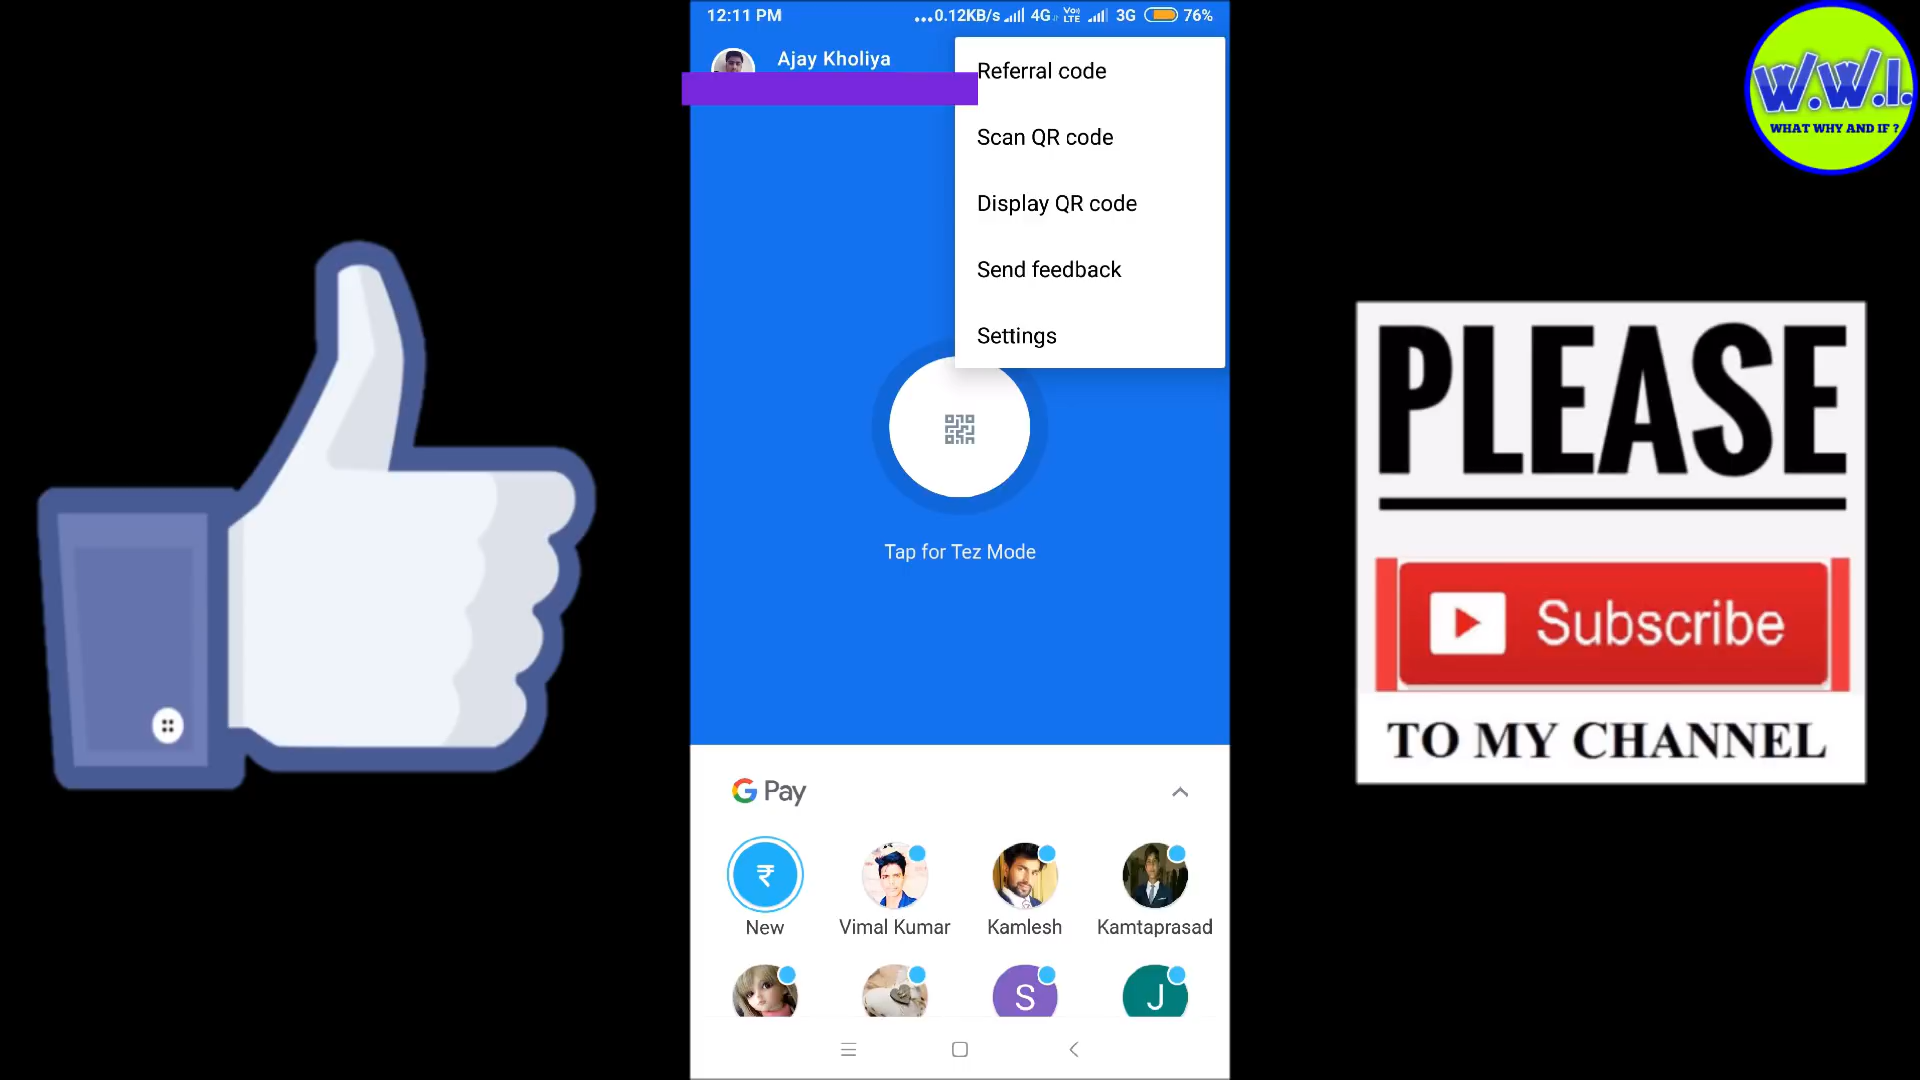 12:11 PM
...0.12KB/s 4G VoLTE 3G 76%
Ajay Kholiya
Referral code
Scan QR code
Display QR code
Send feedback
Settings
Tap for Tez Mode
G Pay
New
Vimal Kumar
Kamlesh
Kamtaprasad
S
J
W.W.I.
WHAT WHY AND IF ?
PLEASE
Subscribe
TO MY CHANNEL